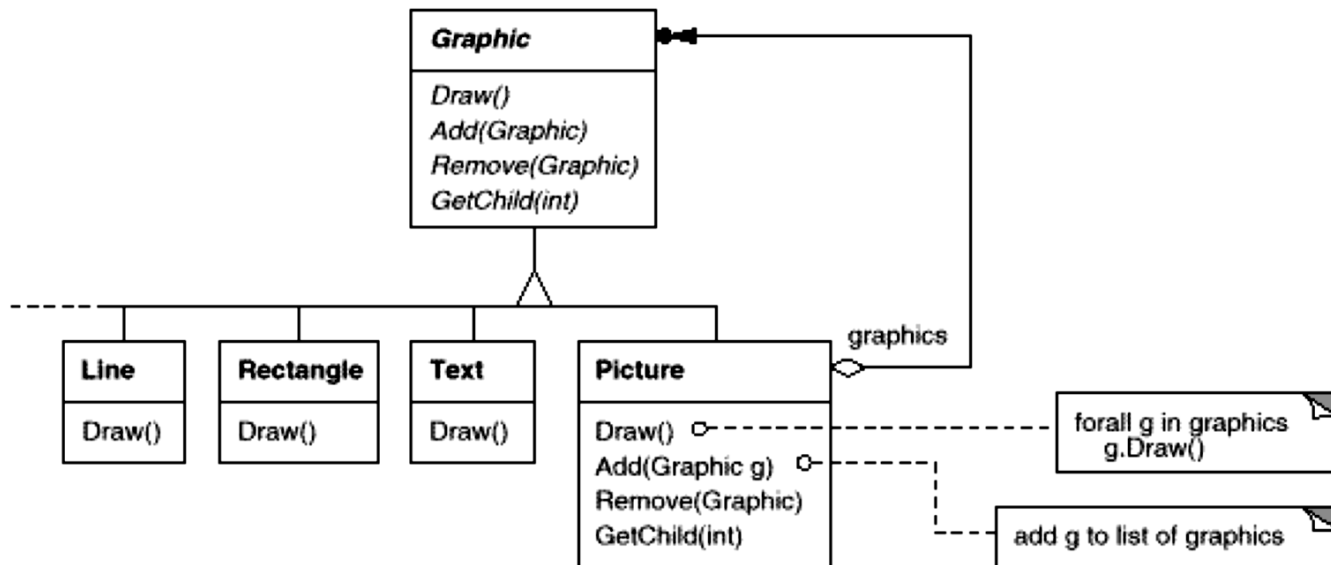 Graphic
Draw()
Add(Graphic)
Remove(Graphic)
GetChild(int)
graphics
Line
Draw()
Rectangle
Draw()
Text
Draw()
Picture
Draw()
Add(Graphic g)
Remove(Graphic)
GetChild(int)
forall g in graphics
g.Draw()
add g to list of graphics